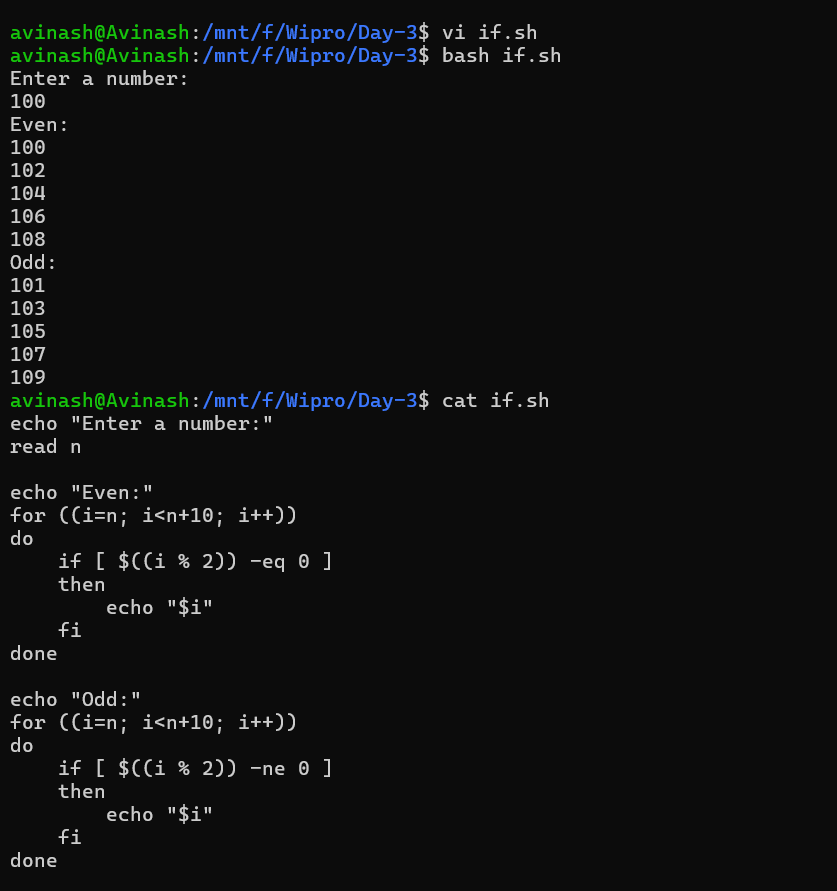 avinash@Avinash:/mnt/f/Wipro/Day-3$ vi if.sh
avinash@Avinash:/mnt/f/Wipro/Day-3$ bash if.sh
Enter a number:
100
Even:
100
102
104
106
108
Odd:
101
103
105
107
109
avinash@Avinash:/mnt/f/Wipro/Day-3$ cat if.sh
echo "Enter a number:"
read n

echo "Even:"
for ((i=n; i<n+10; i++))
do
    if [ $((i % 2)) -eq 0 ]
    then
        echo "$i"
    fi
done

echo "Odd:"
for ((i=n; i<n+10; i++))
do
    if [ $((i % 2)) -ne 0 ]
    then
        echo "$i"
    fi
done